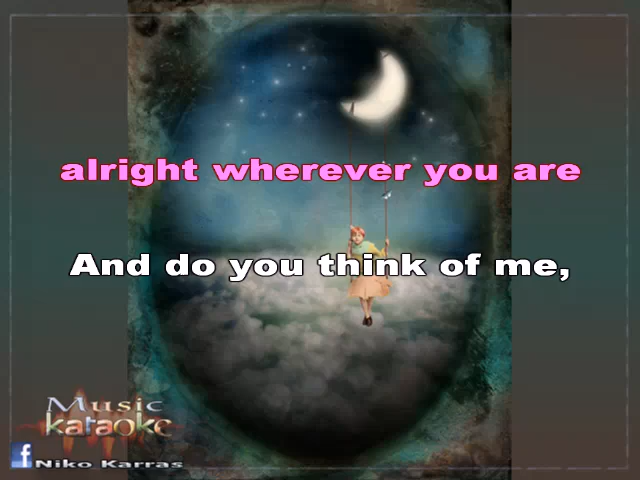 alright wherever you are
And do you think of me,
Music
karaoke
f Niko Karras